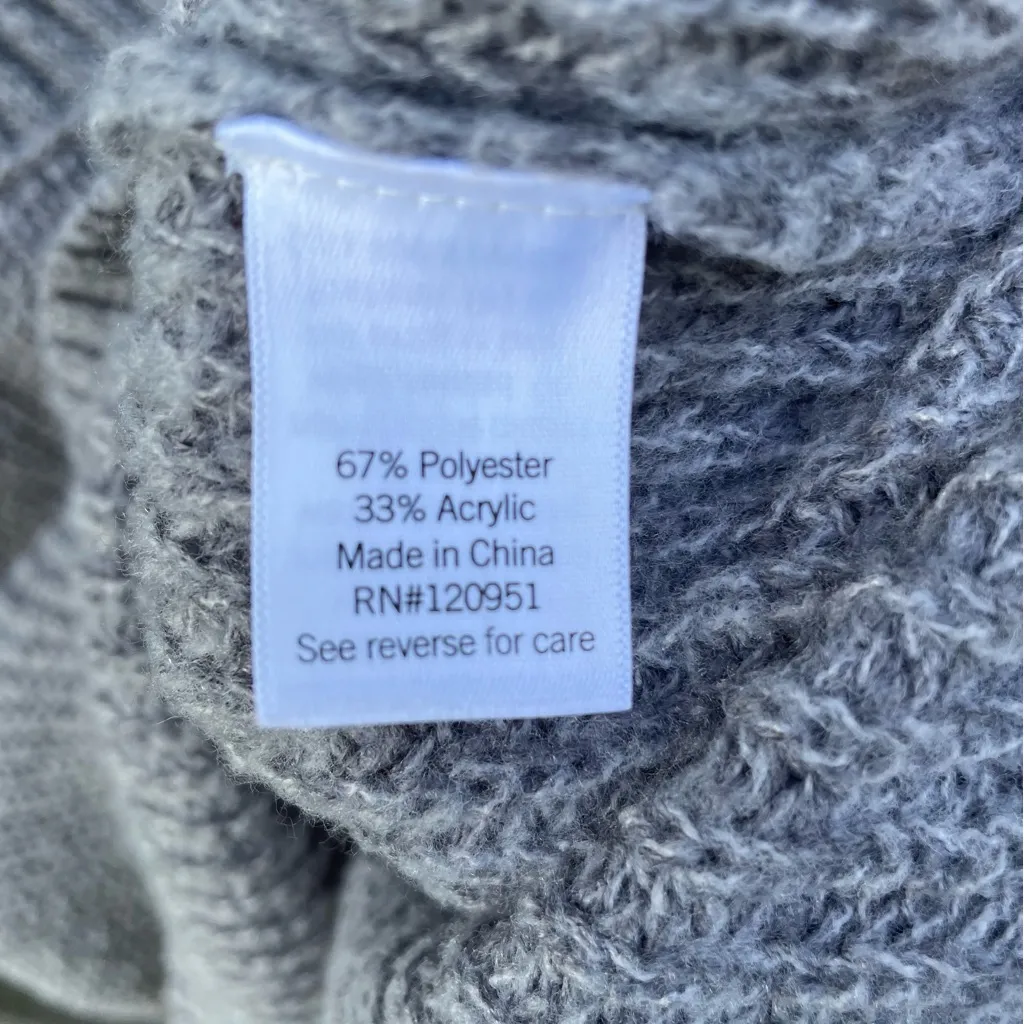 67% Polyester
33% Acrylic
Made in China
RN#120951
See reverse for care